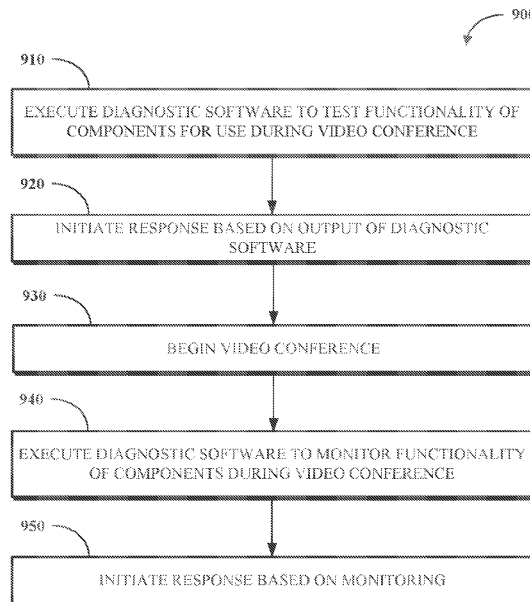 900
910
EXECUTE DIAGNOSTIC SOFTWARE TO TEST FUNCTIONALITY OF
COMPONENTS FOR USE DURING VIDEO CONFERENCE
920
INITIATE RESPONSE BASED ON OUTPUT OF DIAGNOSTIC
SOFTWARE
930
BEGIN VIDEO CONFERENCE
940
EXECUTE DIAGNOSTIC SOFTWARE TO MONITOR FUNCTIONALITY
OF COMPONENTS DURING VIDEO CONFERENCE
950
INITIATE RESPONSE BASED ON MONITORING